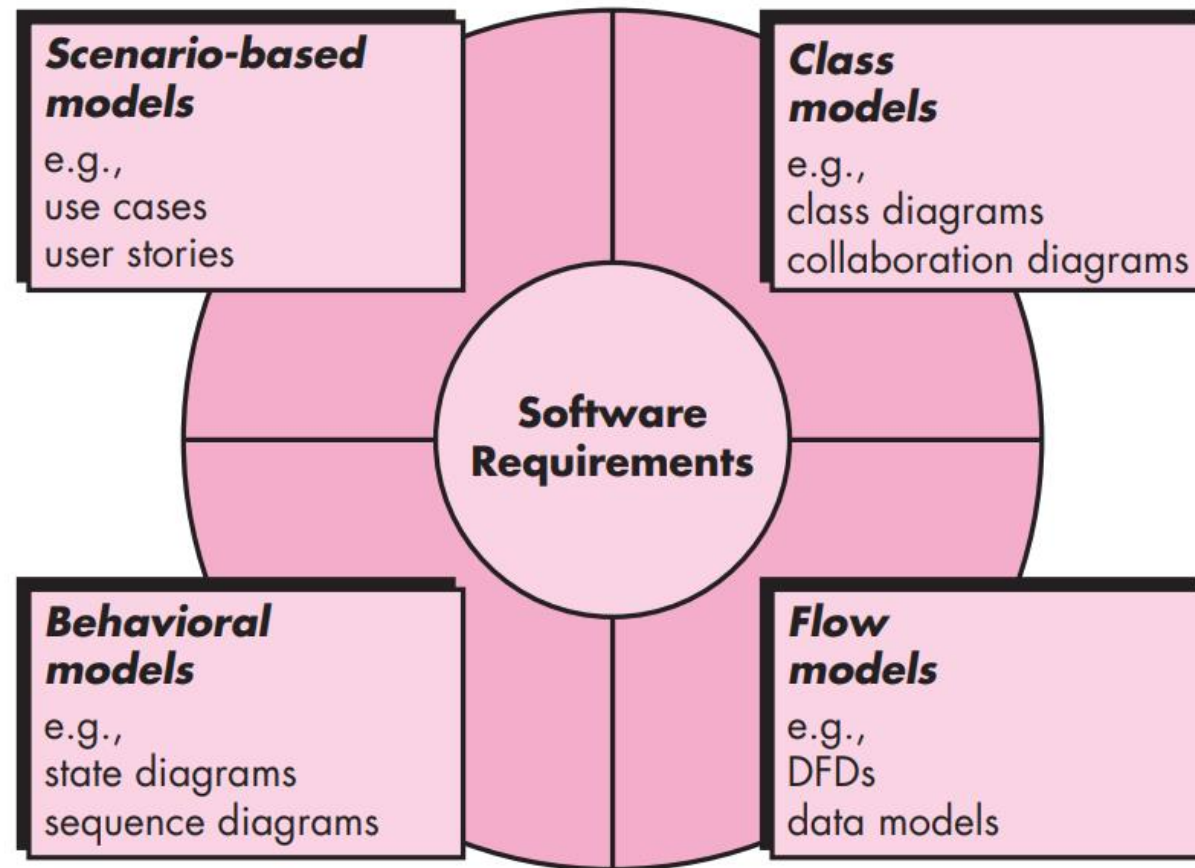 Scenario-based
models
e.g.,
use cases
user stories
Class
models
e.g.,
class diagrams
collaboration diagrams
Software
Requirements
Behavioral
models
e.g.,
state diagrams
sequence diagrams
Flow
models
e.g.,
DFDs
data models